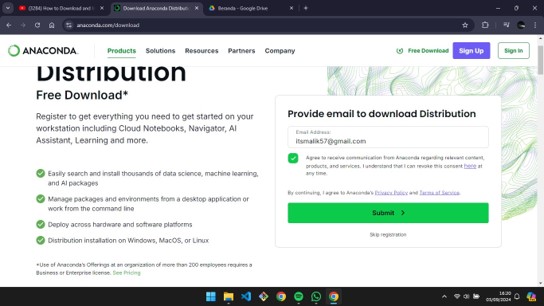 (32M) How to Download and I
Download Anaconda Distribut
Beranda - Google Drive
anaconda.com/download
ANACONDA.
Products
Solutions
Resources
Partners
Company
Free Download
Sign Up
Sign In
Distribution
Free Download*
Register to get everything you need to get started on your
workstation including Cloud Notebooks, Navigator, AI
Assistant, Learning and more.
Easily search and install thousands of data science, machine learning,
and AI packages
Manage packages and environments from a desktop application or
work from the command line
Deploy across hardware and software platforms
Distribution installation on Windows, MacOS, or Linux
*Use of Anaconda's Offerings at an organization of more than 200 employees requires a
Business or Enterprise license. See Pricing
Provide email to download Distribution
Email Address
itsmalik57@gmail.com
Agree to receive communication from Anaconda regarding relevant content,
products, and services. I understand that I can revoke this consent here at
any time.
By continuing, I agree to Anaconda's Privacy Policy and Terms of Service.
Submit
Skip registration
14:20
03/09/2024